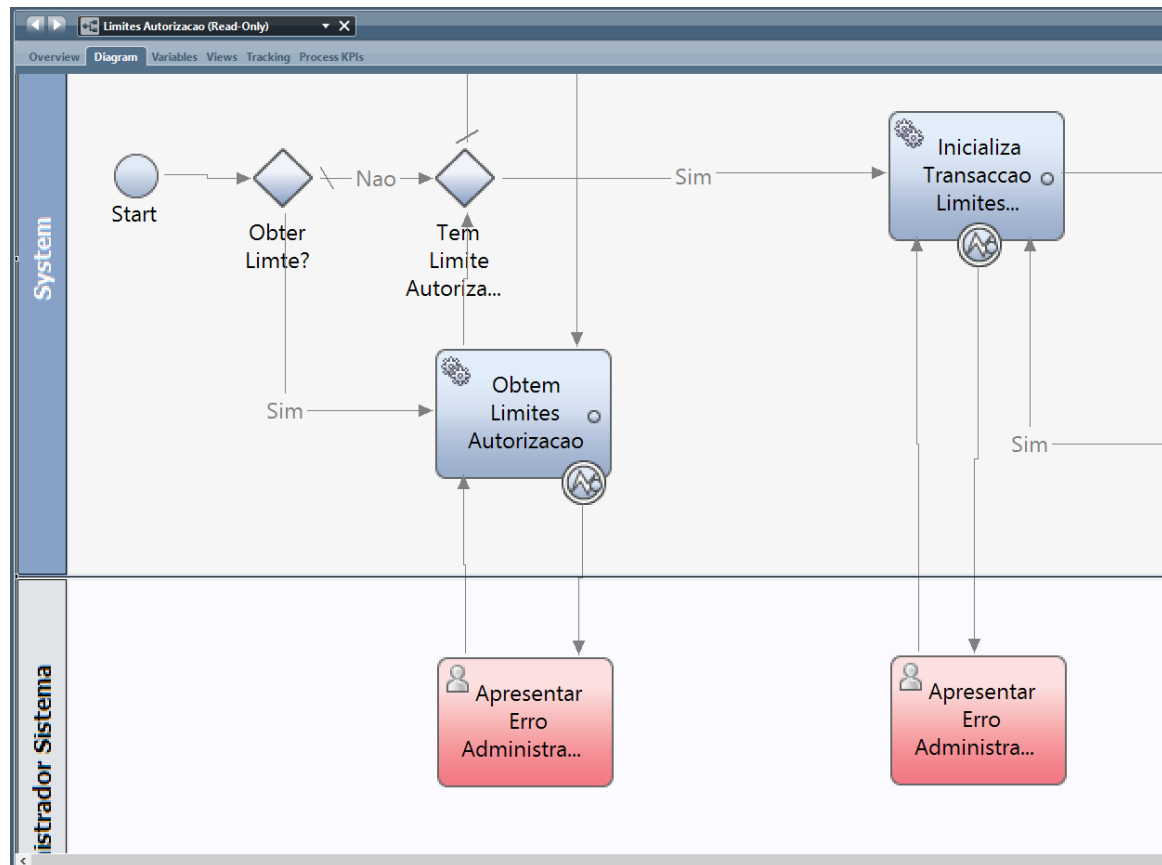 Limites Autorizacao (Read-Only)
Overview Diagram Variables Views Tracking Process KPIs
System
Start
Obter
Limte?
Nao
Tem
Limite
Autoriza...
Sim
Inicializa
Transaccao
Limites...
Sim
Obtem
Limites
Autorizacao
Sim
istrador Sistema
Apresentar
Erro
Administra...
Apresentar
Erro
Administra...